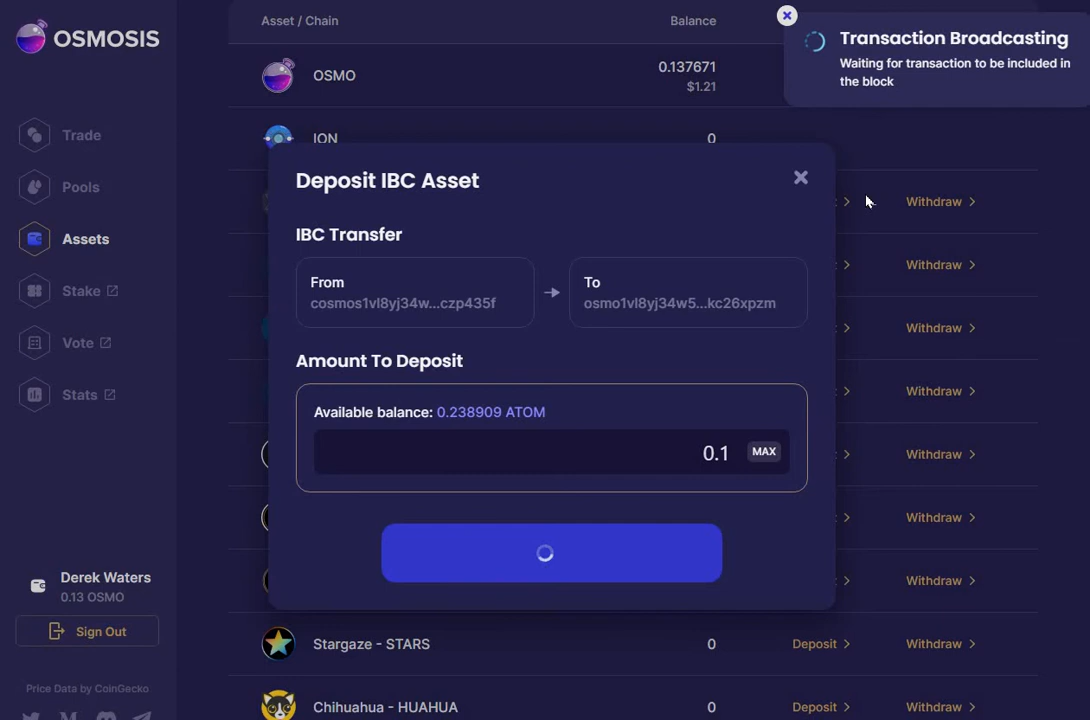 OSMOSIS
Trade
Pools
Assets
Stake
Vote
Stats
Derek Waters
0.13 OSMO
Sign Out
Price Data by CoinGecko
Asset / Chain Balance
OSMO 0.137671
$1.21
ION 0
Transaction Broadcasting
Waiting for transaction to be included in
the block
Deposit IBC Asset
IBC Transfer
From
cosmos1vl8yj34w...czp435f
To
osmo1vl8yj34w5...kc26xpzm
Amount To Deposit
Available balance: 0.238909 ATOM
0.1 MAX
Withdraw
Withdraw
Withdraw
Withdraw
Withdraw
Withdraw
Withdraw
Stargaze - STARS 0 Deposit Withdraw
Chihuahua - HUAHUA 0 Deposit Withdraw